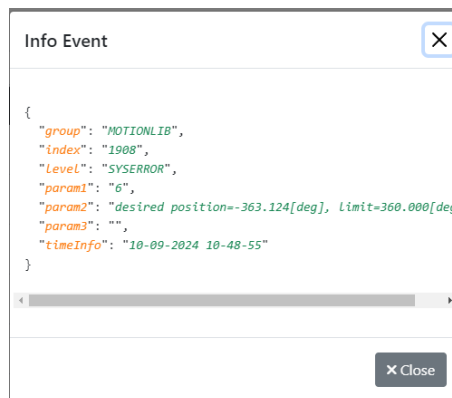 Info Event
{
"group": "MOTIONLIB",
"index": "1908",
"level": "SYSERROR",
"param1": "6",
"param2": "desired position=-363.124[deg], limit=360.000[deg
"param3": "",
"timeInfo": "10-09-2024 10-48-55"
}
× Close